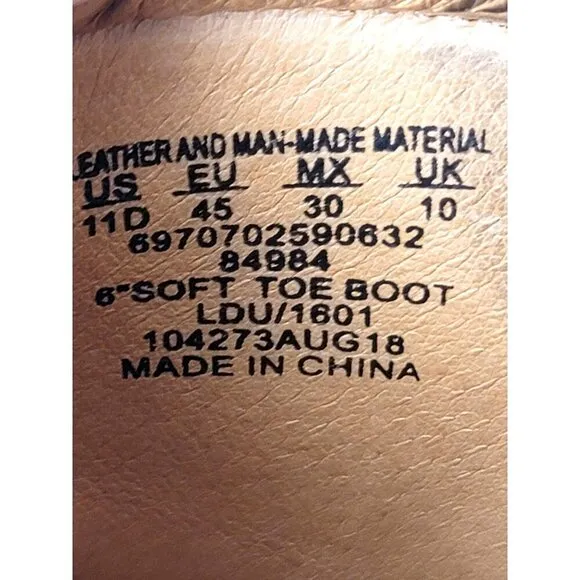 LEATHER AND MAN-MADE MATERIAL
US EU MX UK
11D 45 30 10
6970702590632
84984
6"SOFT TOE BOOT
LDU/1601
104273AUG18
MADE IN CHINA